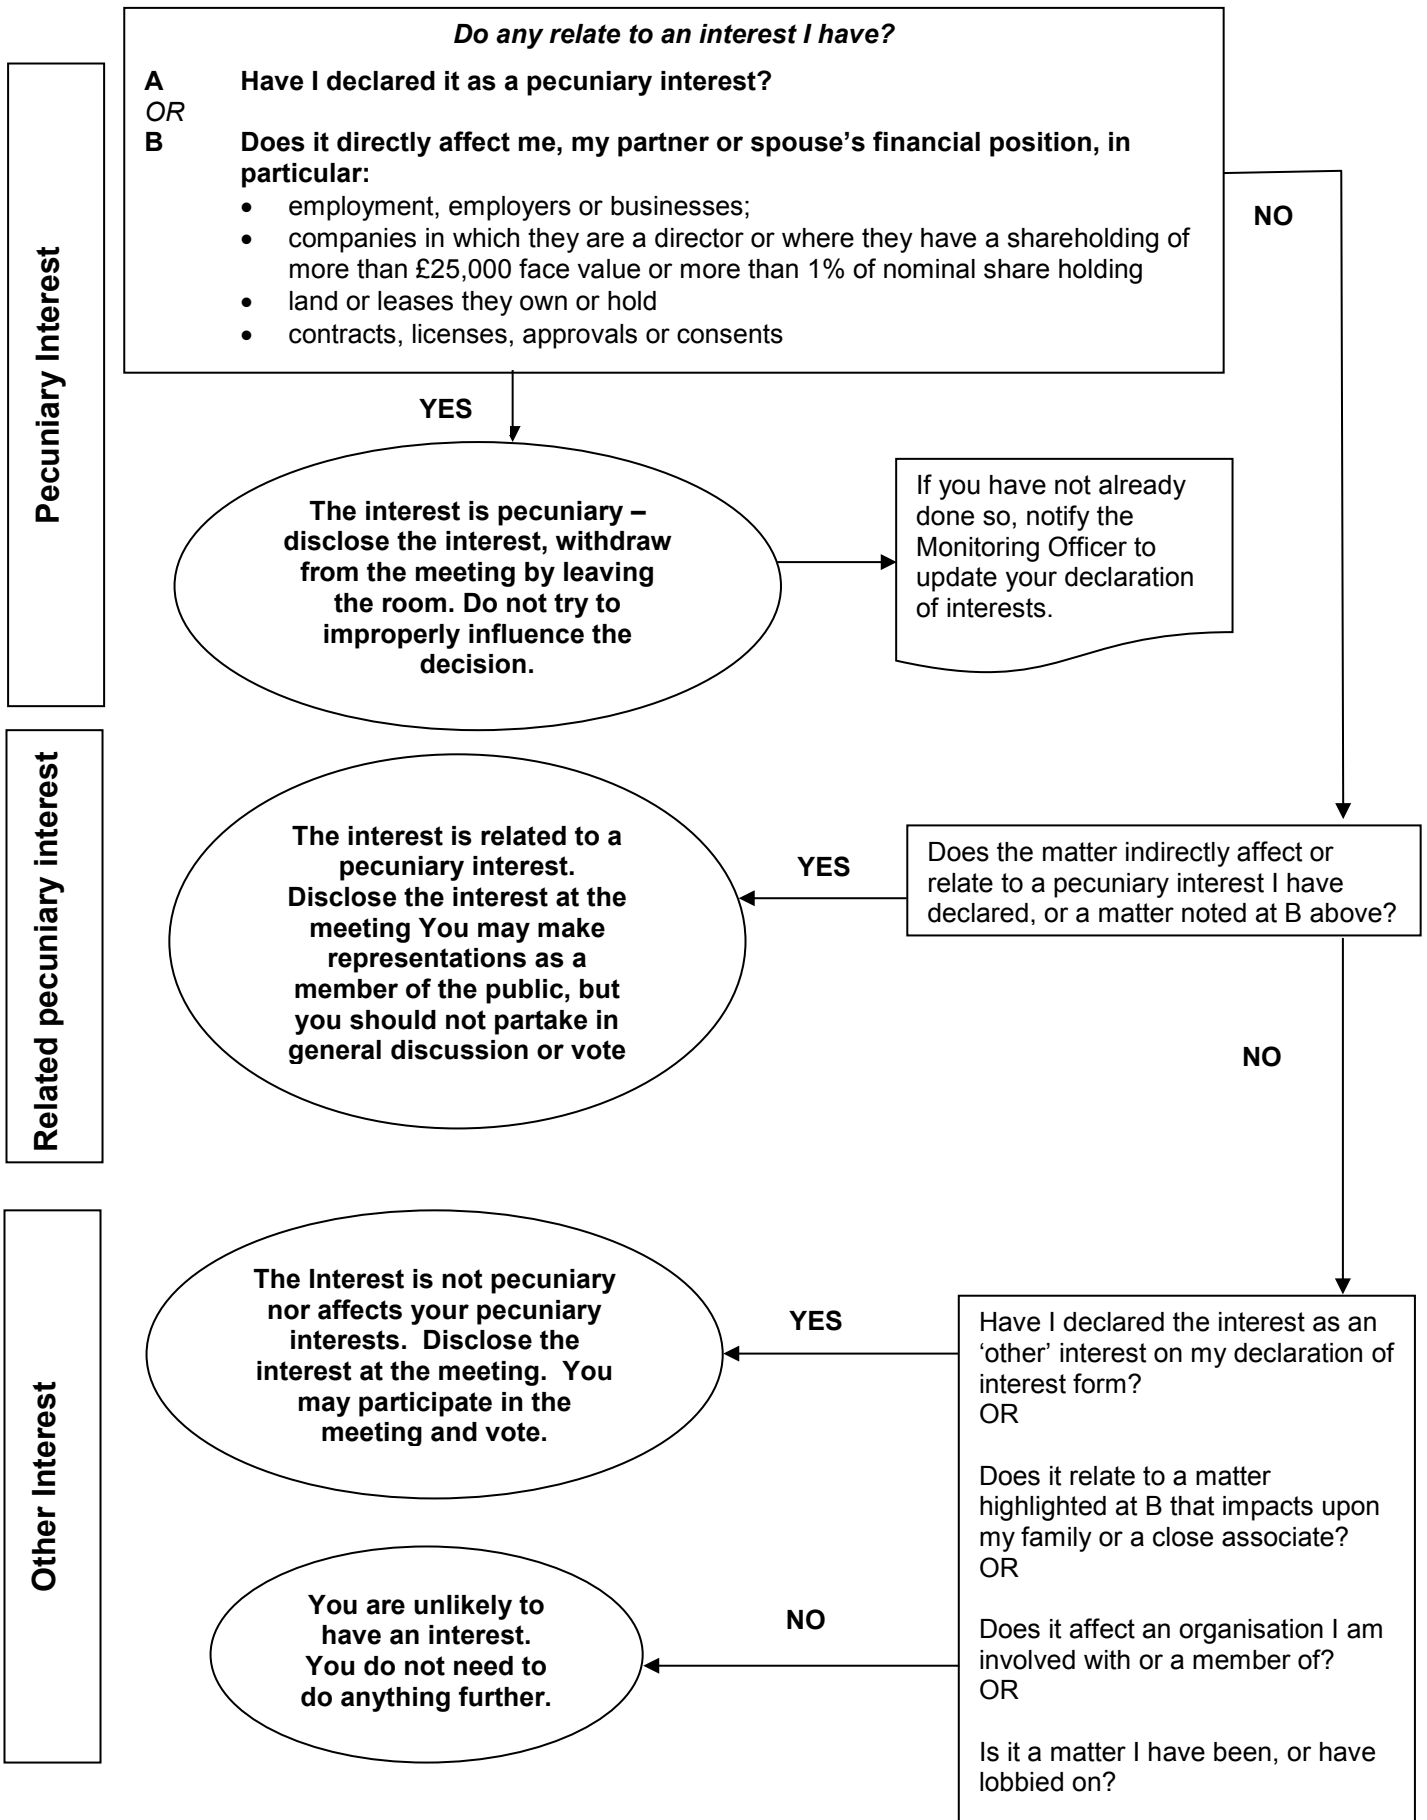 Do any relate to an interest I have?
A Have I declared it as a pecuniary interest?
OR
B Does it directly affect me, my partner or spouse's financial position, in
particular:
• employment, employers or businesses;
• companies in which they are a director or where they have a shareholding of
more than £25,000 face value or more than 1% of nominal share holding
• land or leases they own or hold
• contracts, licenses, approvals or consents
NO
Pecuniary Interest
YES
The interest is pecuniary –
disclose the interest, withdraw
from the meeting by leaving
the room. Do not try to
improperly influence the
decision.
If you have not already
done so, notify the
Monitoring Officer to
update your declaration
of interests.
Related pecuniary interest
The interest is related to a
pecuniary interest.
Disclose the interest at the
meeting You may make
representations as a
member of the public, but
you should not partake in
general discussion or vote
YES
Does the matter indirectly affect or
relate to a pecuniary interest I have
declared, or a matter noted at B above?
NO
Other Interest
The Interest is not pecuniary
nor affects your pecuniary
interests. Disclose the
interest at the meeting. You
may participate in the
meeting and vote.
YES
Have I declared the interest as an
‘other’ interest on my declaration of
interest form?
OR
Does it relate to a matter
highlighted at B that impacts upon
my family or a close associate?
OR
Does it affect an organisation I am
involved with or a member of?
OR
Is it a matter I have been, or have
lobbied on?
NO
You are unlikely to
have an interest.
You do not need to
do anything further.